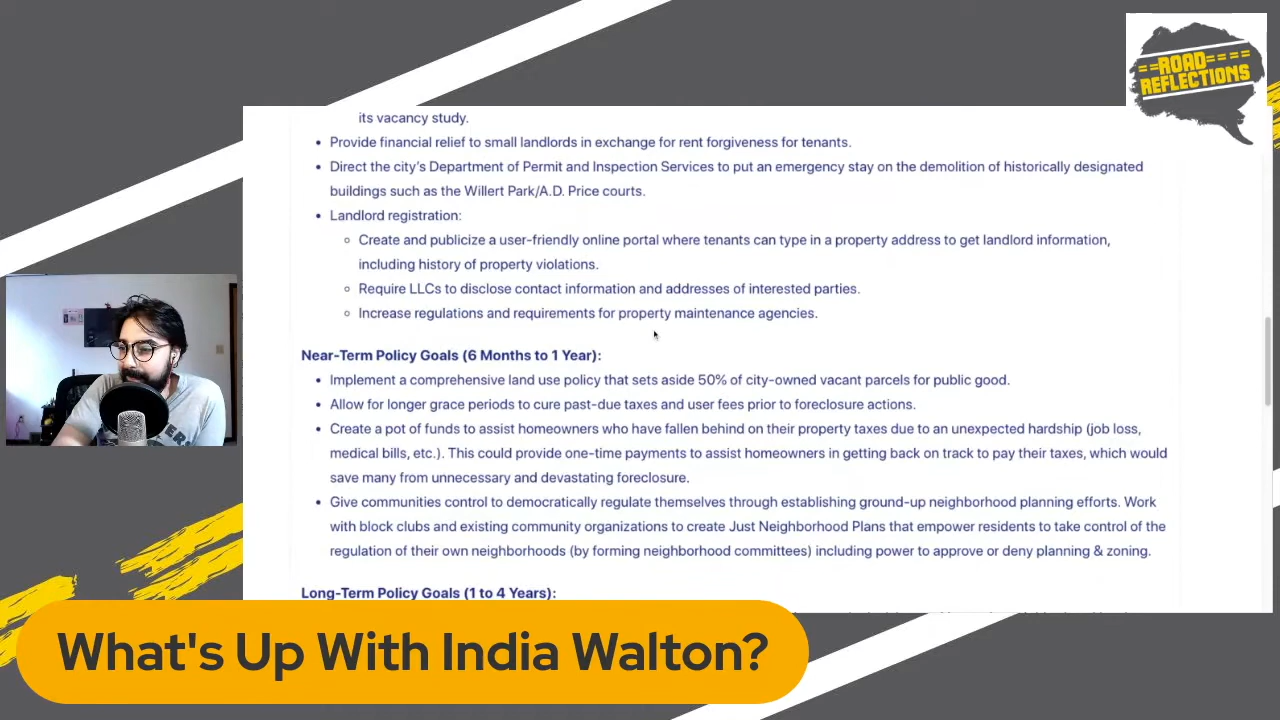 ==ROAD====
REFLECTIONS
its vacancy study.
• Provide financial relief to small landlords in exchange for rent forgiveness for tenants.
• Direct the city's Department of Permit and Inspection Services to put an emergency stay on the demolition of historically designated
buildings such as the Willert Park/A.D. Price courts.
• Landlord registration:
◦ Create and publicize a user-friendly online portal where tenants can type in a property address to get landlord information,
including history of property violations.
◦ Require LLCs to disclose contact information and addresses of interested parties.
◦ Increase regulations and requirements for property maintenance agencies.
Near-Term Policy Goals (6 Months to 1 Year):
• Implement a comprehensive land use policy that sets aside 50% of city-owned vacant parcels for public good.
• Allow for longer grace periods to cure past-due taxes and user fees prior to foreclosure actions.
• Create a pot of funds to assist homeowners who have fallen behind on their property taxes due to an unexpected hardship (job loss,
medical bills, etc.). This could provide one-time payments to assist homeowners in getting back on track to pay their taxes, which would
save many from unnecessary and devastating foreclosure.
• Give communities control to democratically regulate themselves through establishing ground-up neighborhood planning efforts. Work
with block clubs and existing community organizations to create Just Neighborhood Plans that empower residents to take control of the
regulation of their own neighborhoods (by forming neighborhood committees) including power to approve or deny planning & zoning.
Long-Term Policy Goals (1 to 4 Years):
What's Up With India Walton?